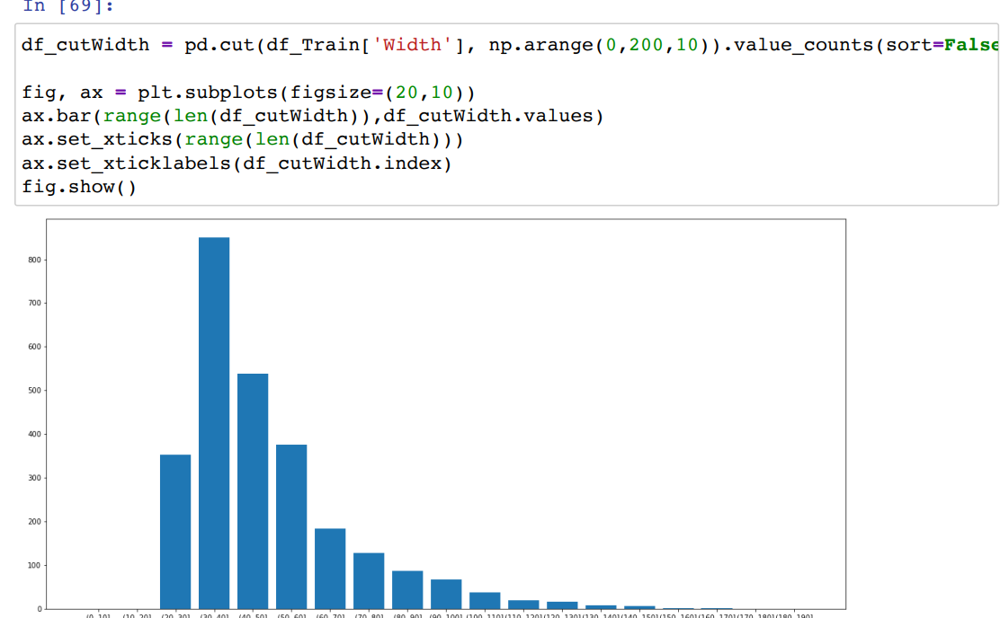 In [69]:
df_cutWidth = pd.cut(df_Train['Width'], np.arange(0,200,10)).value_counts(sort=False
fig, ax = plt.subplots(figsize=(20,10))
ax.bar(range(len(df_cutWidth)),df_cutWidth.values)
ax.set_xticks(range(len(df_cutWidth)))
ax.set_xticklabels(df_cutWidth.index)
fig.show()
800
700
600
500
400
300
200
100
0
(0, 10] (10, 20] (20, 30] (30, 40] (40, 50] (50, 60] (60, 70] (70, 80] (80, 90] (90, 100] (100, 110] (110, 120] (120, 130] (130, 140] (140, 150] (150, 160] (160, 170] (170, 180] (180, 190]